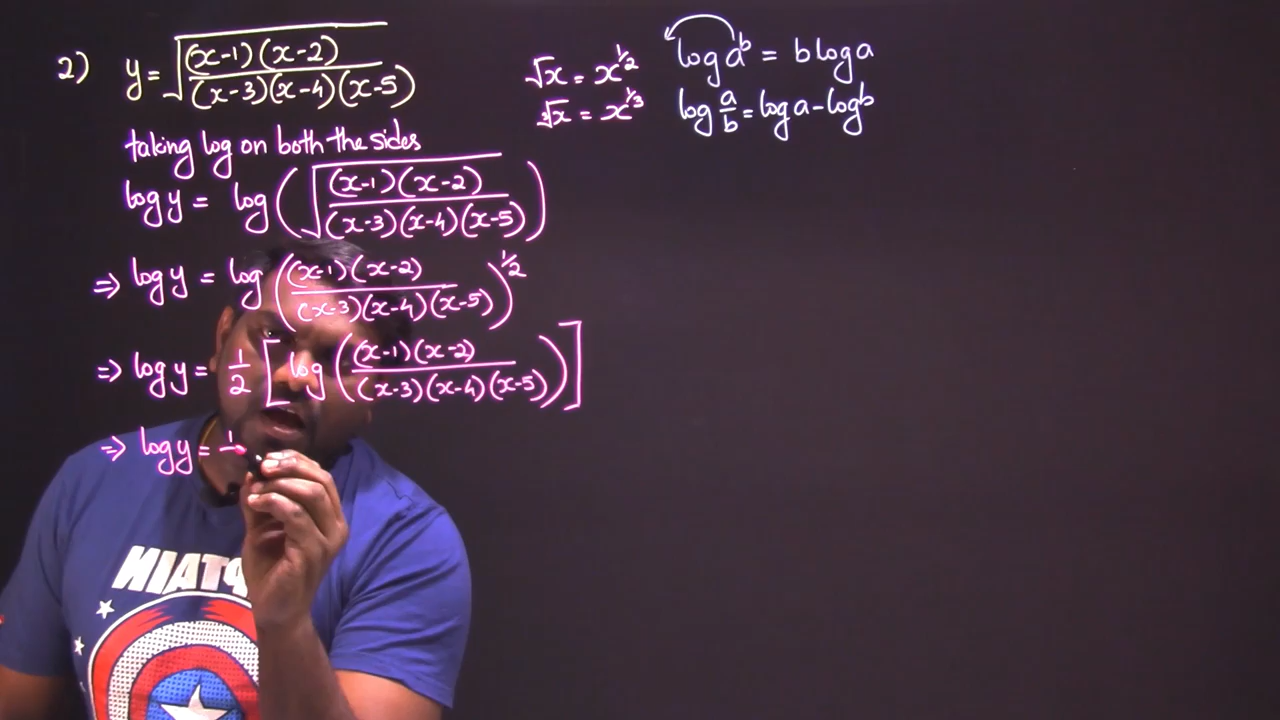 2) y = √((x-1)(x-2)/(x-3)(x-4)(x-5))
taking log on both the sides
log y = log(√((x-1)(x-2)/(x-3)(x-4)(x-5)))
⇒ log y = log((x-1)(x-2)/(x-3)(x-4)(x-5))^1/2
⇒ log y = 1/2 [log((x-1)(x-2)/(x-3)(x-4)(x-5))]
⇒ log y = 1
√x = x^1/2
∛x = x^1/3
log a^b = b log a
log a/b = log a - log b